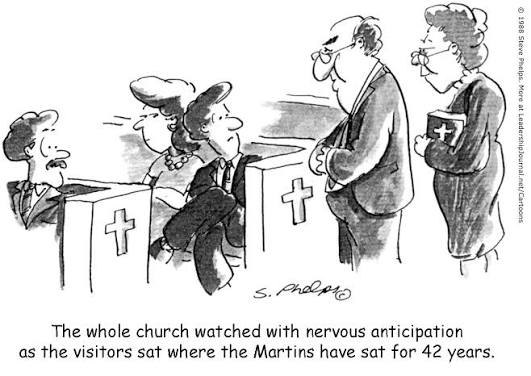 © 1988 Steve Phelps. More at LeadershipJournal.net/Cartoons
S. Phelps ©
The whole church watched with nervous anticipation
as the visitors sat where the Martins have sat for 42 years.